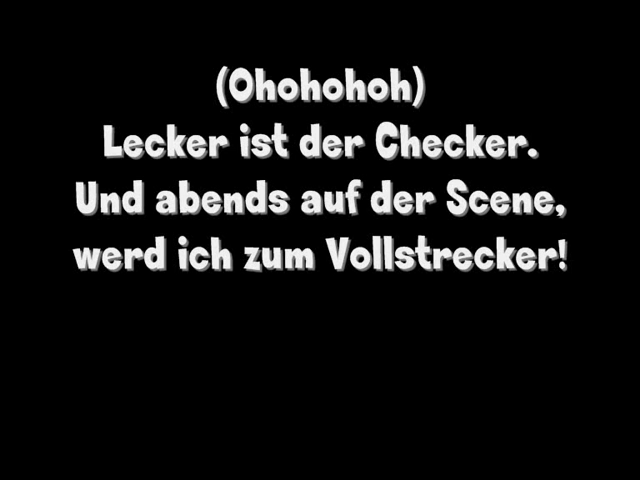 (Ohohohoh)
Lecker ist der Checker.
Und abends auf der Scene,
werd ich zum Vollstrecker!